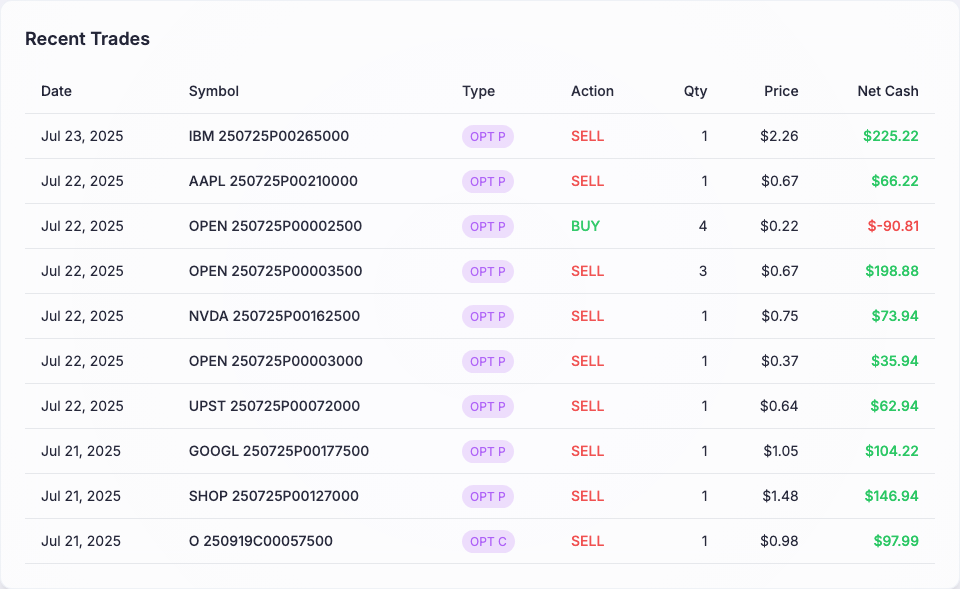 Recent Trades
Date Symbol Type Action Qty Price Net Cash
Jul 23, 2025 IBM 250725P00265000 OPT P SELL 1 $2.26 $225.22
Jul 22, 2025 AAPL 250725P00210000 OPT P SELL 1 $0.67 $66.22
Jul 22, 2025 OPEN 250725P00002500 OPT P BUY 4 $0.22 $-90.81
Jul 22, 2025 OPEN 250725P00003500 OPT P SELL 3 $0.67 $198.88
Jul 22, 2025 NVDA 250725P00162500 OPT P SELL 1 $0.75 $73.94
Jul 22, 2025 OPEN 250725P00003000 OPT P SELL 1 $0.37 $35.94
Jul 22, 2025 UPST 250725P00072000 OPT P SELL 1 $0.64 $62.94
Jul 21, 2025 GOOGL 250725P00177500 OPT P SELL 1 $1.05 $104.22
Jul 21, 2025 SHOP 250725P00127000 OPT P SELL 1 $1.48 $146.94
Jul 21, 2025 O 250919C00057500 OPT C SELL 1 $0.98 $97.99